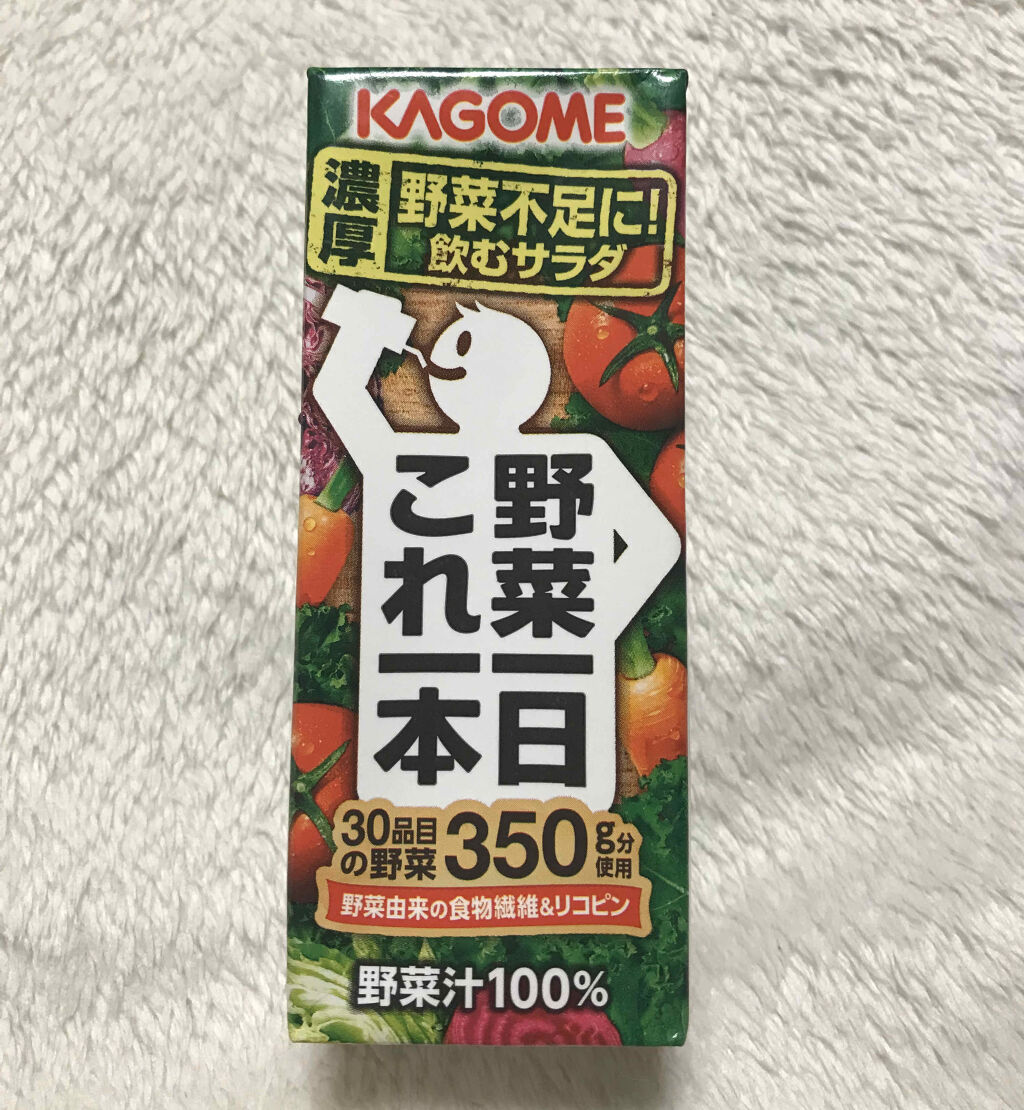 KAGOME
濃厚
野菜不足に!
飲むサラダ
野菜一日
これ一本
30品目
の野菜
350g分
使用
野菜由来の食物繊維&リコピン
野菜汁100%